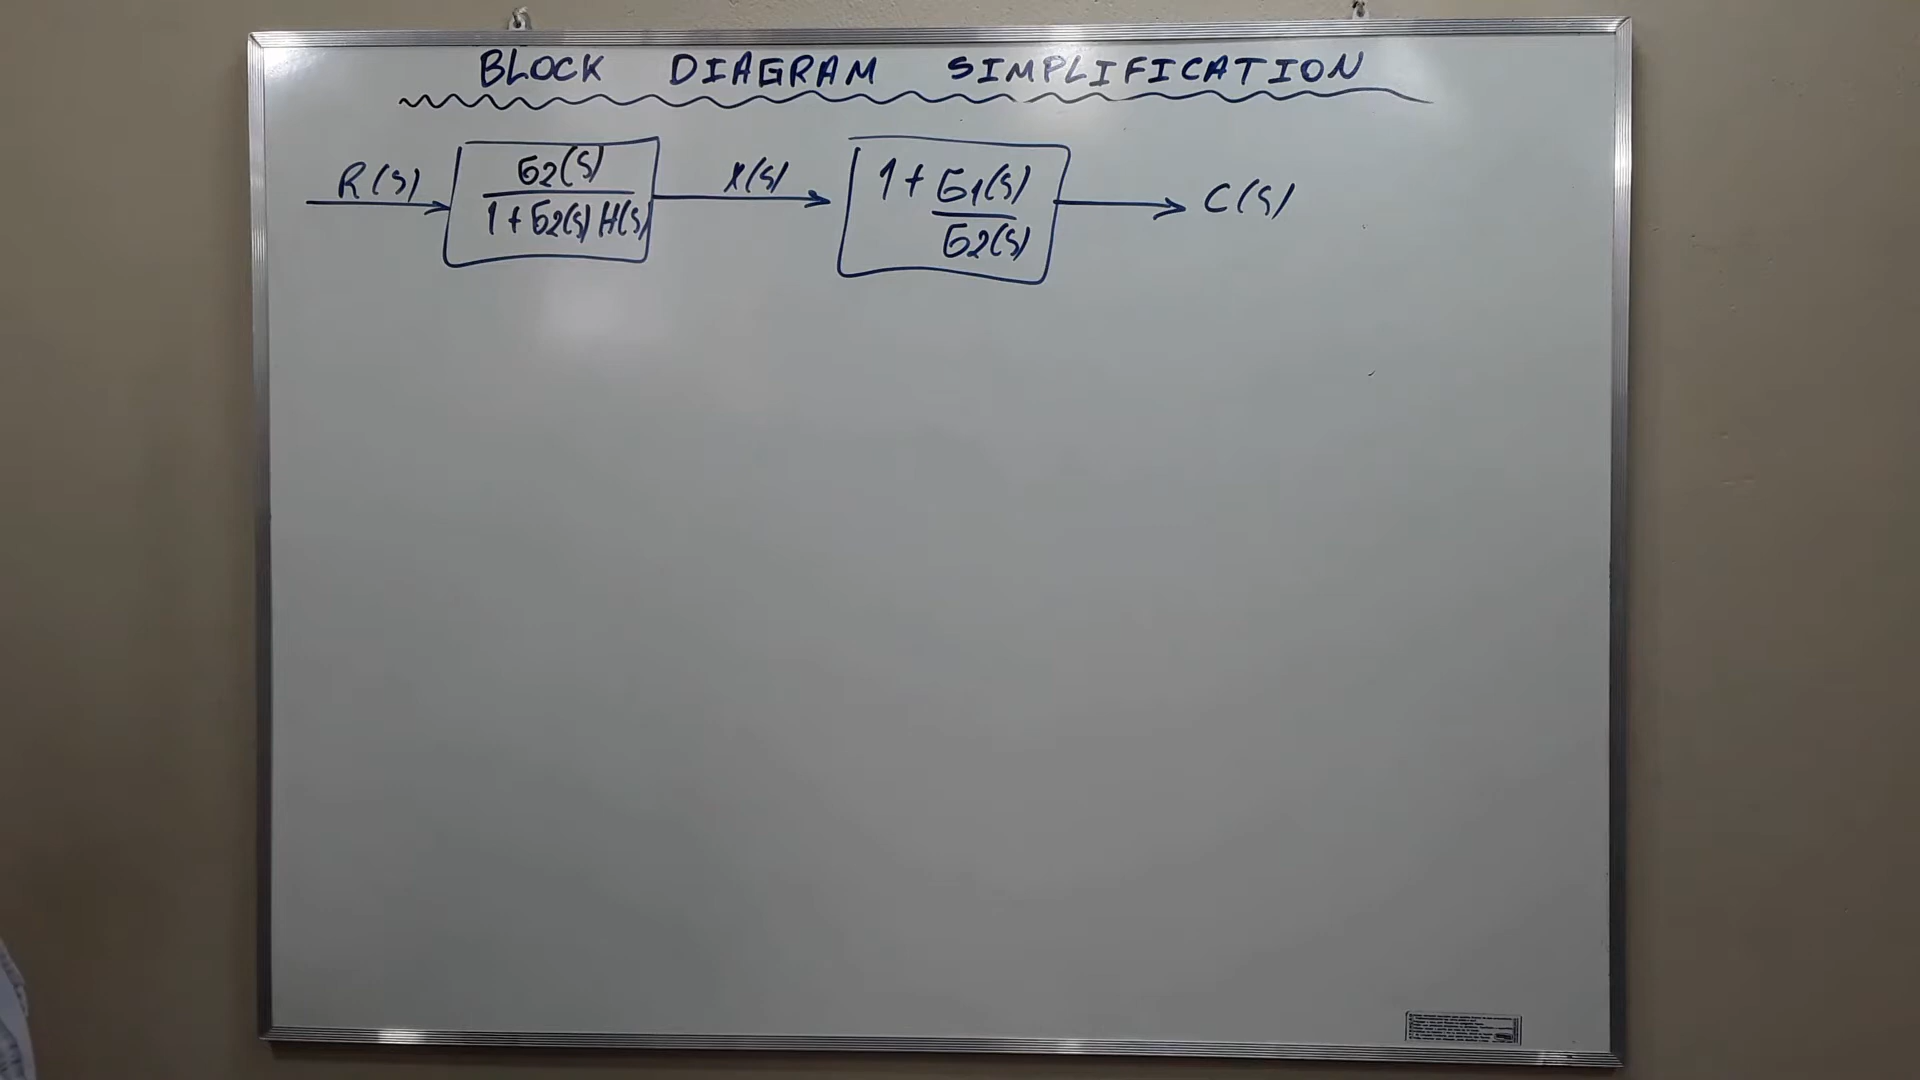 BLOCK DIAGRAM SIMPLIFICATION
R(s) G2(s) / 1 + G2(s) H(s) X(s) 1 + G1(s) / G2(s) C(s)